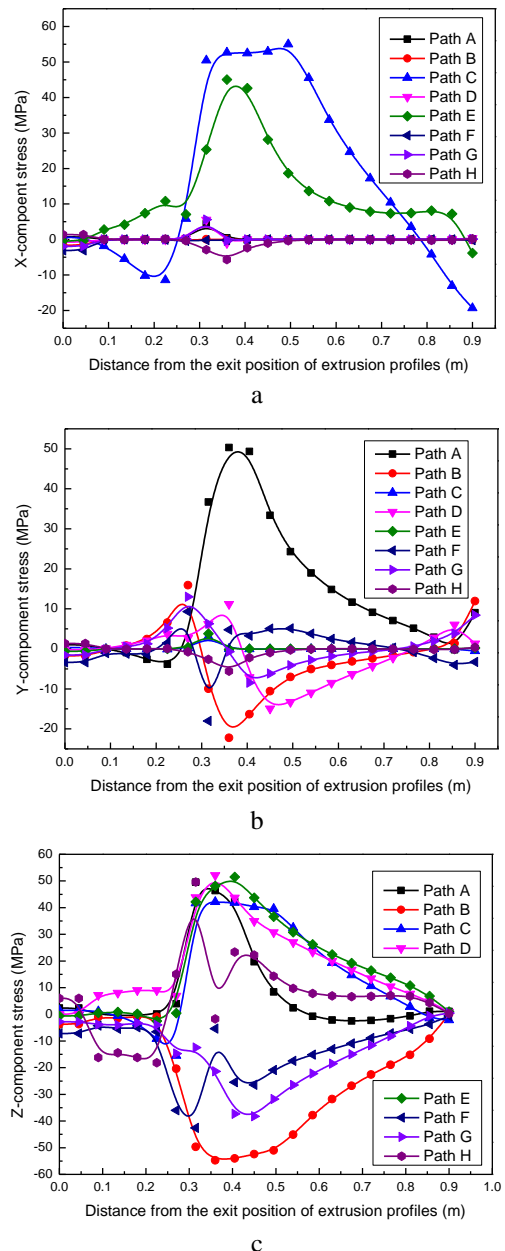 60
50
40
30
20
10
0
-10
-20
X-compoent stress (MPa)
Path A
Path B
Path C
Path D
Path E
Path F
Path G
Path H
0.0 0.1 0.2 0.3 0.4 0.5 0.6 0.7 0.8 0.9
Distance from the exit position of extrusion profiles (m)
a
50
40
30
20
10
0
-10
-20
Y-compoent stress (MPa)
Path A
Path B
Path C
Path D
Path E
Path F
Path G
Path H
0.0 0.1 0.2 0.3 0.4 0.5 0.6 0.7 0.8 0.9
Distance from the exit position of extrusion profiles (m)
b
60
50
40
30
20
10
0
-10
-20
-30
-40
-50
-60
Z-compoent stress (MPa)
Path A
Path B
Path C
Path D
Path E
Path F
Path G
Path H
0.0 0.1 0.2 0.3 0.4 0.5 0.6 0.7 0.8 0.9 1.0
Distance from the exit position of extrusion profiles (m)
c